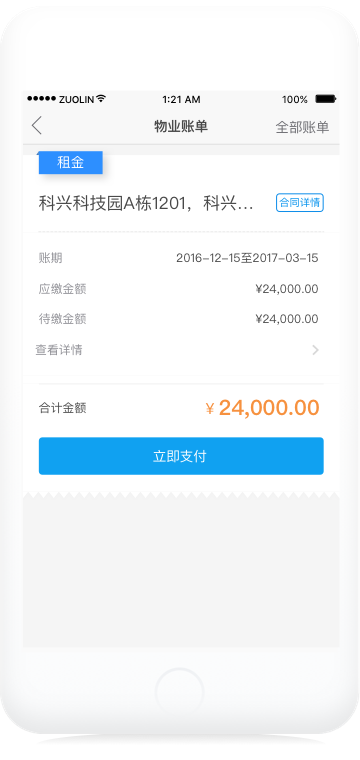 ZUOLIN 1:21 AM 100%
物业账单 全部账单
租金
科兴科技园A栋1201，科兴... 合同详情
账期 2016-12-15至2017-03-15
应缴金额 ¥24,000.00
待缴金额 ¥24,000.00
查看详情
合计金额 ¥ 24,000.00
立即支付